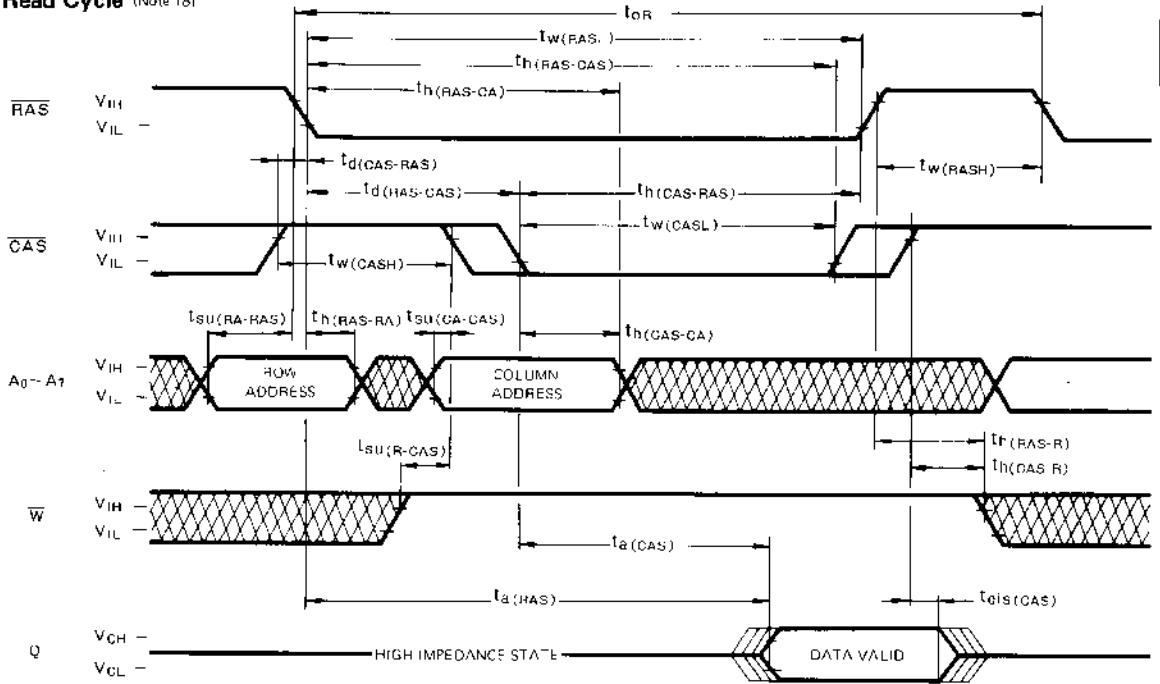 Read Cycle (Note 18)
tCR
tw(RASL)
th(RAS-CAS)
th(RAS-CA)
RAS
VIH
VIL
td(CAS-RAS)
tw(RASH)
td(RAS-CAS)
th(CAS-RAS)
CAS
VIH
VIL
tw(CASL)
tw(CASH)
tsu(RA-RAS)
th(RAS-RA)
tsu(CA-CAS)
th(CAS-CA)
A0~A7
VIH
VIL
ROW
ADDRESS
COLUMN
ADDRESS
tsu(R-CAS)
th(RAS-R)
th(CAS-R)
W
VIH
VIL
ta(CAS)
ta(RAS)
tdis(CAS)
Q
VOH
VOL
HIGH IMPEDANCE STATE
DATA VALID